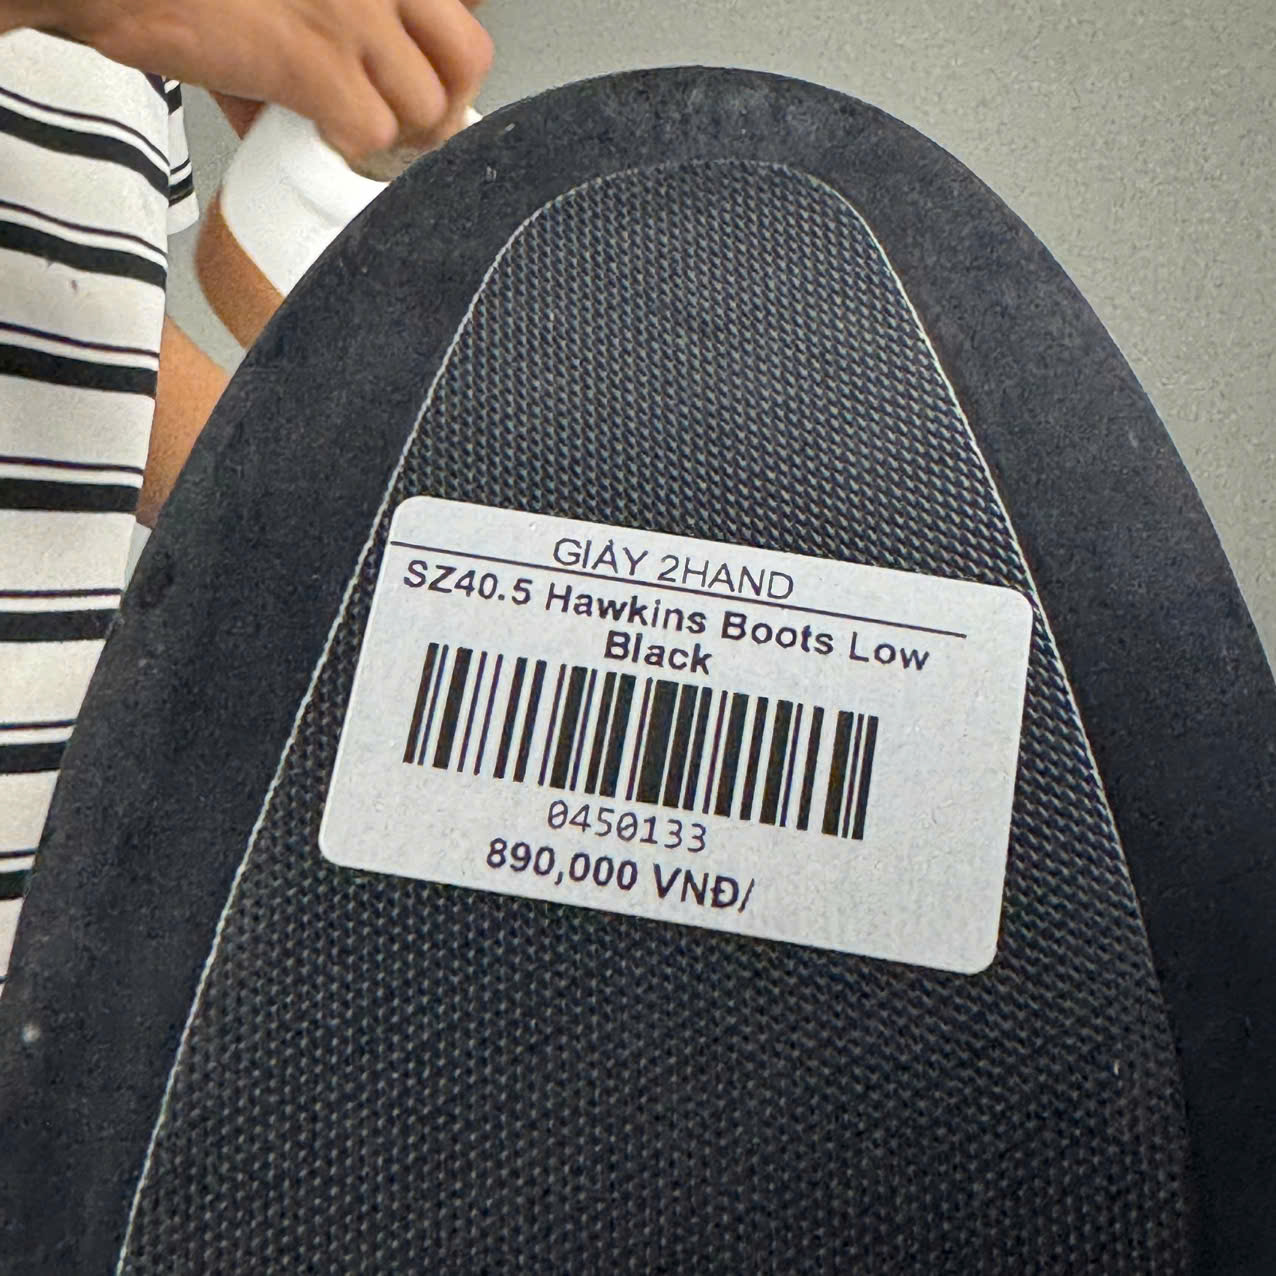 GIÀY 2HAND
SZ40.5 Hawkins Boots Low
Black
0450133
890,000 VNĐ/